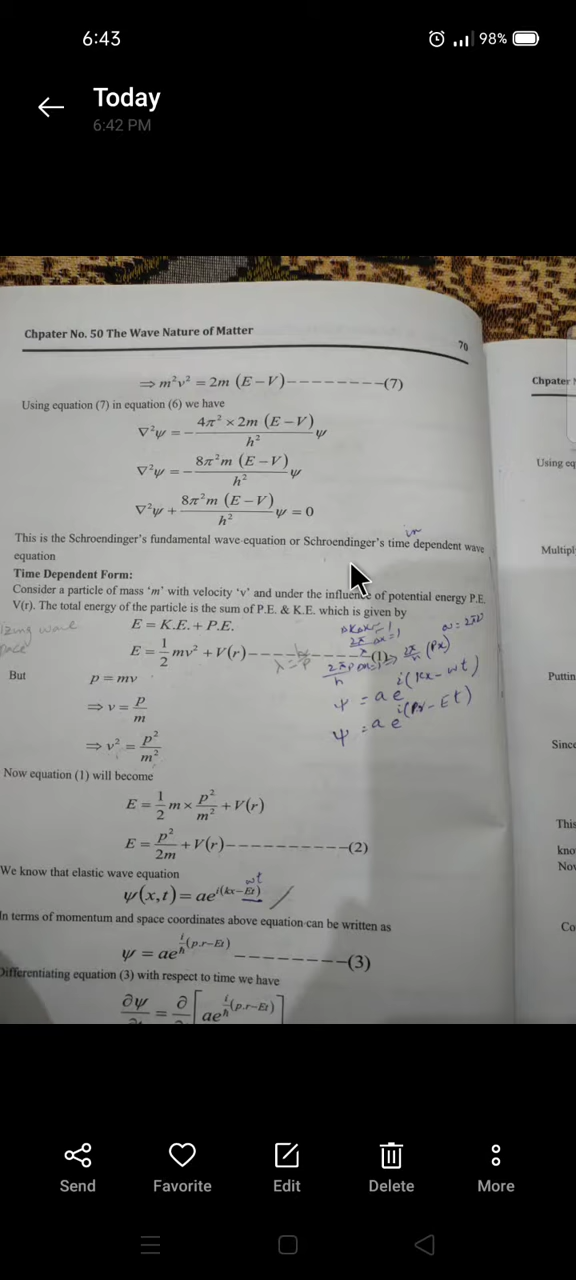 6:43
98%
Today
6:42 PM
Chpater No. 50 The Wave Nature of Matter
70
⇒ m²v² = 2m (E−V)--------(7)
Using equation (7) in equation (6) we have
∇²ψ = −4π² × 2m (E−V)/h² ψ
∇²ψ = −8π²m (E−V)/h² ψ
∇²ψ + 8π²m (E−V)/h² ψ = 0
in
This is the Schroendinger's fundamental wave equation or Schroendinger's time dependent wave
equation
Time Dependent Form:
Consider a particle of mass 'm' with velocity 'v' and under the influence of potential energy P.E.
V(r). The total energy of the particle is the sum of P.E. & K.E. which is given by
E = K.E. + P.E.
E = 1/2 mv² + V(r)----------(1)
ψ = a e^i(kx − wt)
But
p = mv
⇒ v = p/m
ψ = a e
⇒ v² = p²/m²
Now equation (1) will become
E = 1/2 m × p²/m² + V(r)
E = p²/2m + V(r)----------(2)
We know that elastic wave equation
wt
ψ(x,t) = ae^i(kx−Et)
In terms of momentum and space coordinates above equation can be written as
ψ = ae^i/ħ(p.r−Et) --------(3)
Differentiating equation (3) with respect to time we have
∂ψ = ∂ [ae^i/ħ(p.r−Et)]
Chpater
Using eq
Multipl
Puttin
Since
This
kno
Nov
Co
Send
Favorite
Edit
Delete
More